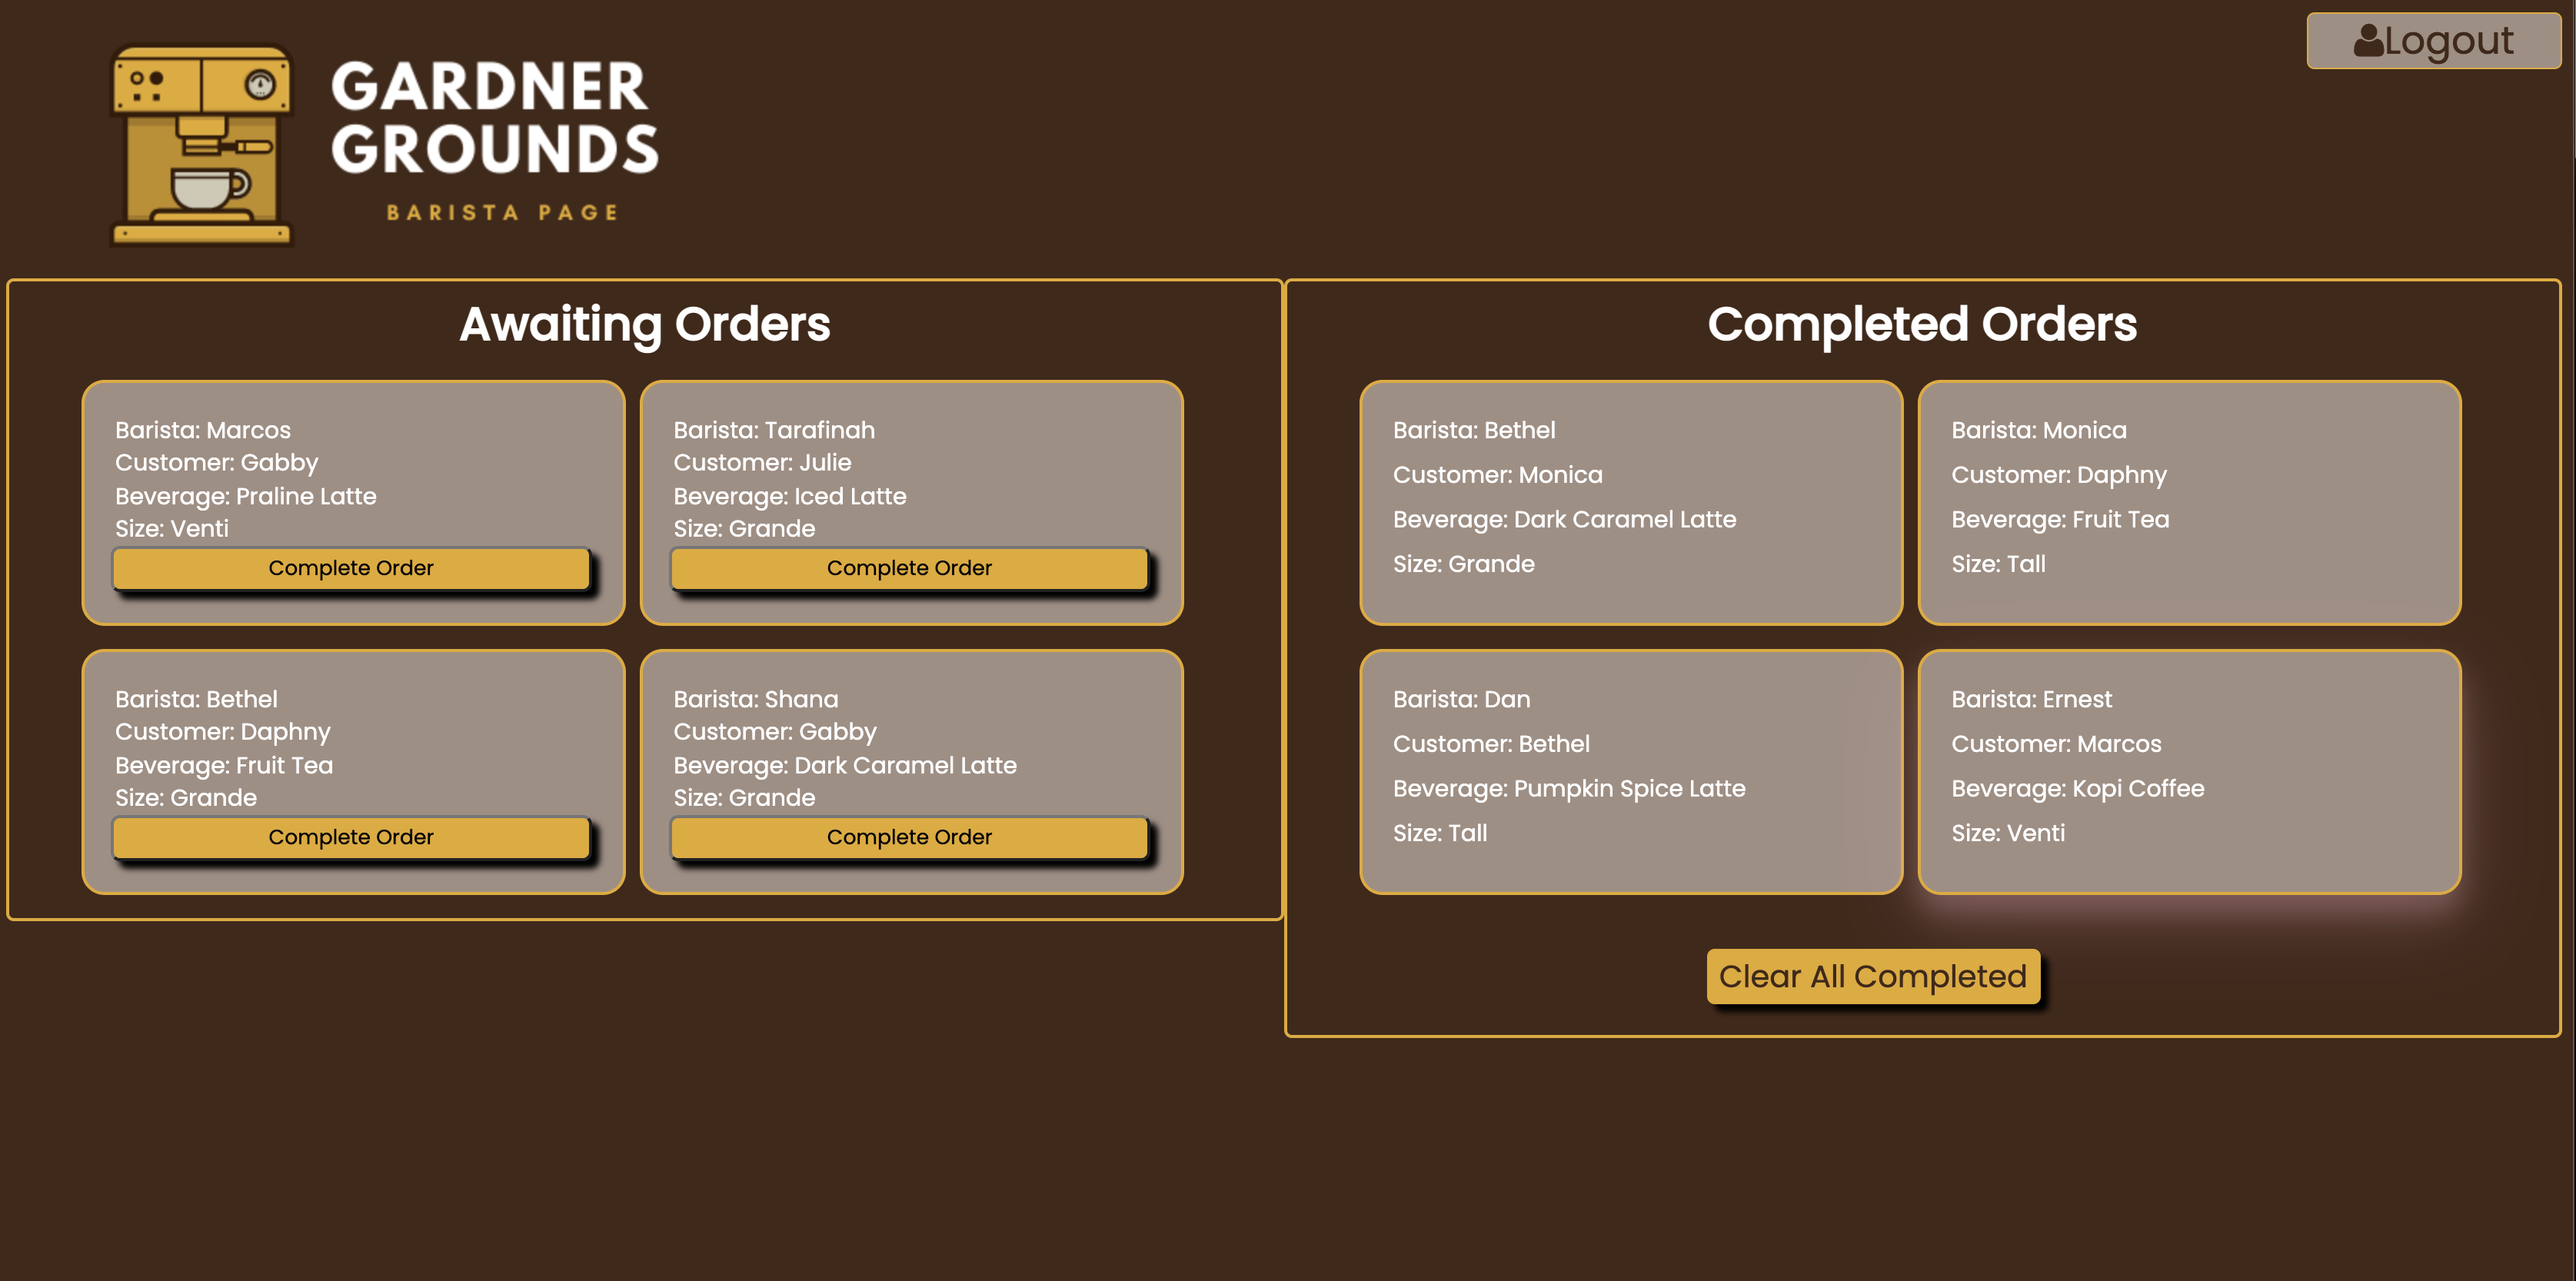 Logout
GARDNER
GROUNDS
BARISTA PAGE
Awaiting Orders
Barista: Marcos
Customer: Gabby
Beverage: Praline Latte
Size: Venti
Complete Order
Barista: Tarafinah
Customer: Julie
Beverage: Iced Latte
Size: Grande
Complete Order
Barista: Bethel
Customer: Daphny
Beverage: Fruit Tea
Size: Grande
Complete Order
Barista: Shana
Customer: Gabby
Beverage: Dark Caramel Latte
Size: Grande
Complete Order
Completed Orders
Barista: Bethel
Customer: Monica
Beverage: Dark Caramel Latte
Size: Grande
Barista: Monica
Customer: Daphny
Beverage: Fruit Tea
Size: Tall
Barista: Dan
Customer: Bethel
Beverage: Pumpkin Spice Latte
Size: Tall
Barista: Ernest
Customer: Marcos
Beverage: Kopi Coffee
Size: Venti
Clear All Completed